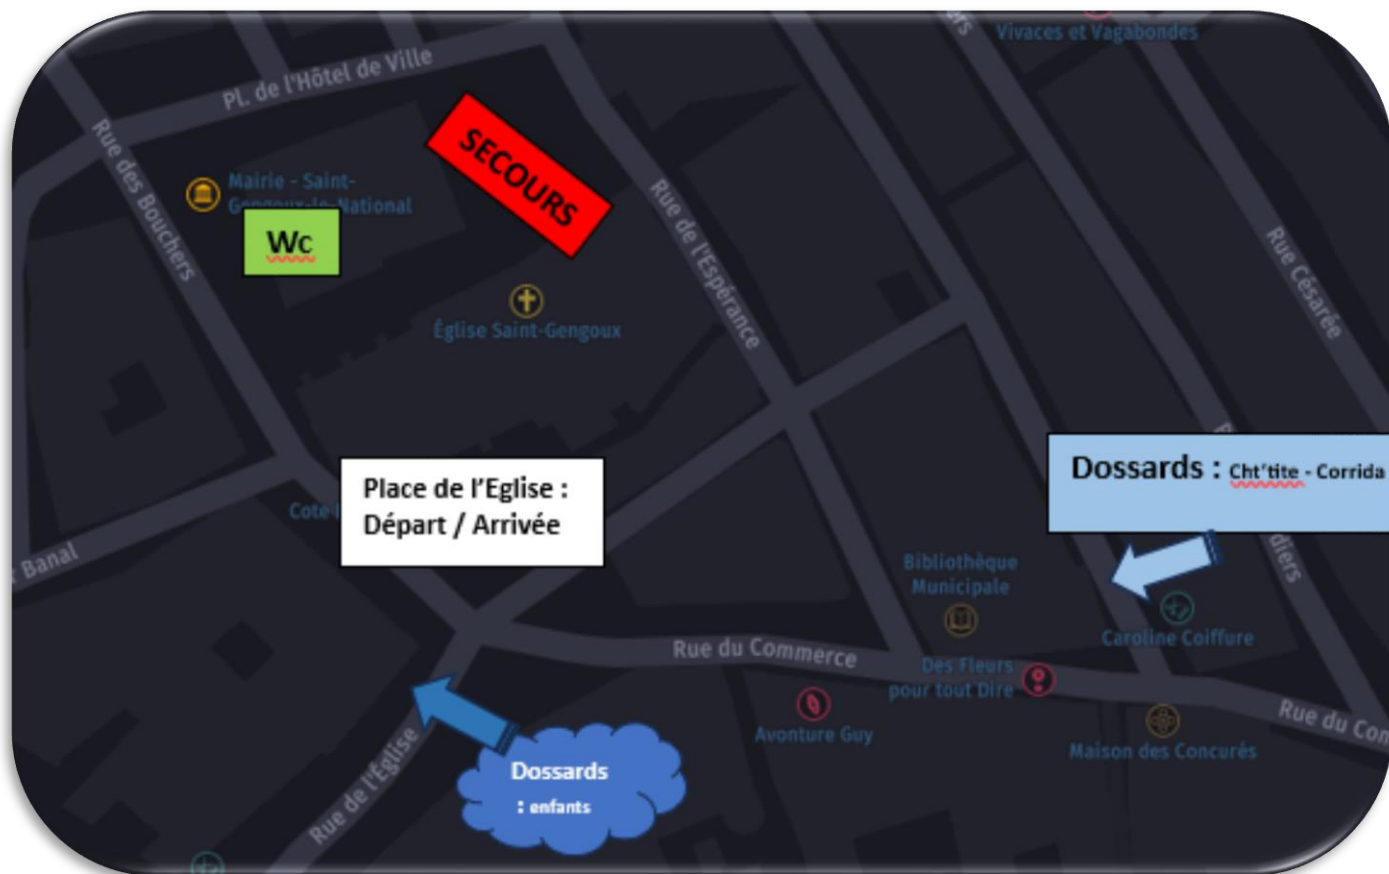 Vivaces et Vagabondes
Pl. de l'Hôtel de Ville
SECOURS
Rue des Bouchers
Mairie - Saint-
Gengoux-le-National
Wc
Rue de l'Espérance
Rue Césarée
Église Saint-Gengoux
Place de l'Eglise :
Départ / Arrivée
Dossards : Cht'tite - Corrida
Banal
Bibliothèque
Municipale
Caroline Coiffure
Rue du Commerce
Des Fleurs
pour tout Dire
Avonture Guy
Maison des Concurés
Rue du Com
Rue de l'Église
Dossards
: enfants